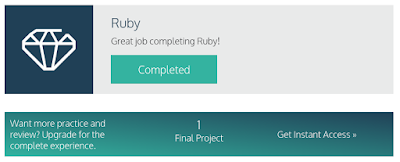 Ruby
Great job completing Ruby!
Completed
Want more practice and
review? Upgrade for the
complete experience.
1
Final Project
Get Instant Access »